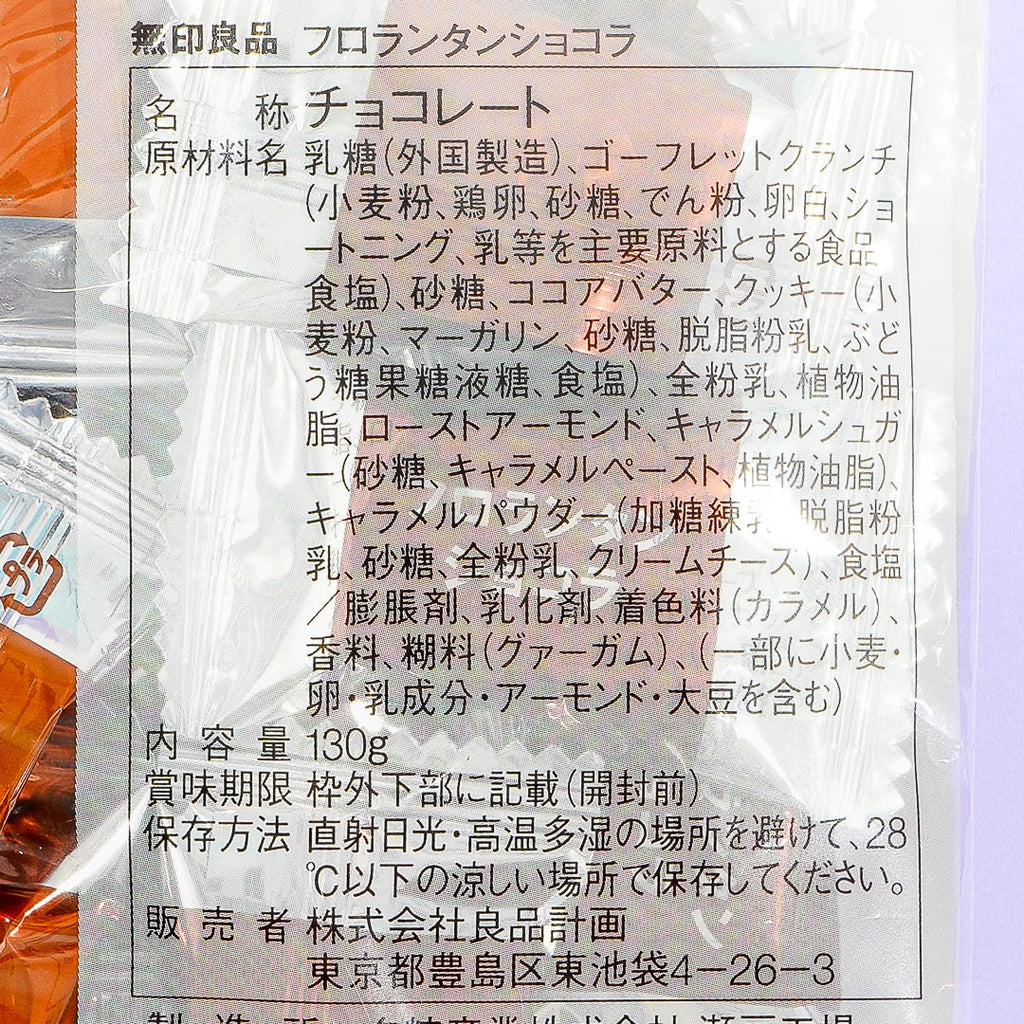 無印良品 フロランタンショコラ
名称 チョコレート
原材料名 乳糖(外国製造)、ゴーフレットクランチ
(小麦粉、鶏卵、砂糖、でん粉、卵白、ショ
ートニング、乳等を主要原料とする食品、
食塩)、砂糖、ココアバター、クッキー(小
麦粉、マーガリン、砂糖、脱脂粉乳、ぶど
う糖果糖液糖、食塩)、全粉乳、植物油
脂、ローストアーモンド、キャラメルシュガ
ー(砂糖、キャラメルペースト、植物油脂)、
キャラメルパウダー(加糖練乳、脱脂粉
乳、砂糖、全粉乳、クリームチーズ)、食塩
/膨脹剤、乳化剤、着色料(カラメル)、
香料、糊料(グァーガム)、(一部に小麦・
卵・乳成分・アーモンド・大豆を含む)
内容量 130g
賞味期限 枠外下部に記載(開封前)
保存方法 直射日光・高温多湿の場所を避けて、28
℃以下の涼しい場所で保存してください。
販売者 株式会社良品計画
東京都豊島区東池袋4-26-3
フロランタン
ショコラ
プラ